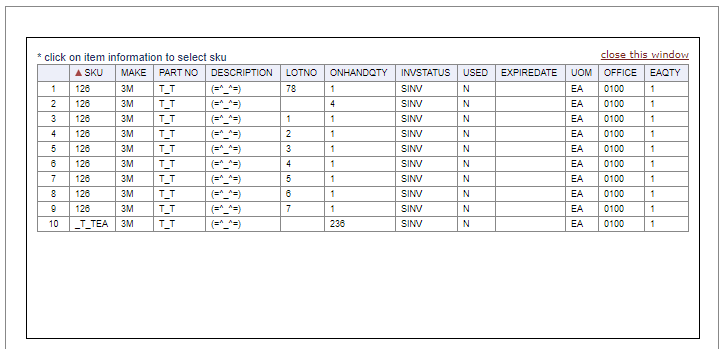 * click on item information to select sku close this window
▲ SKU MAKE PART NO DESCRIPTION LOTNO ONHANDQTY INVSTATUS USED EXPIREDATE UOM OFFICE EAQTY
1 126 3M T_T (=^_^=) 78 1 SINV N EA 0100 1
2 126 3M T_T (=^_^=) 4 SINV N EA 0100 1
3 126 3M T_T (=^_^=) 1 1 SINV N EA 0100 1
4 126 3M T_T (=^_^=) 2 1 SINV N EA 0100 1
5 126 3M T_T (=^_^=) 3 1 SINV N EA 0100 1
6 126 3M T_T (=^_^=) 4 1 SINV N EA 0100 1
7 126 3M T_T (=^_^=) 5 1 SINV N EA 0100 1
8 126 3M T_T (=^_^=) 6 1 SINV N EA 0100 1
9 126 3M T_T (=^_^=) 7 1 SINV N EA 0100 1
10 _T_TEA 3M T_T (=^_^=) 236 SINV N EA 0100 1